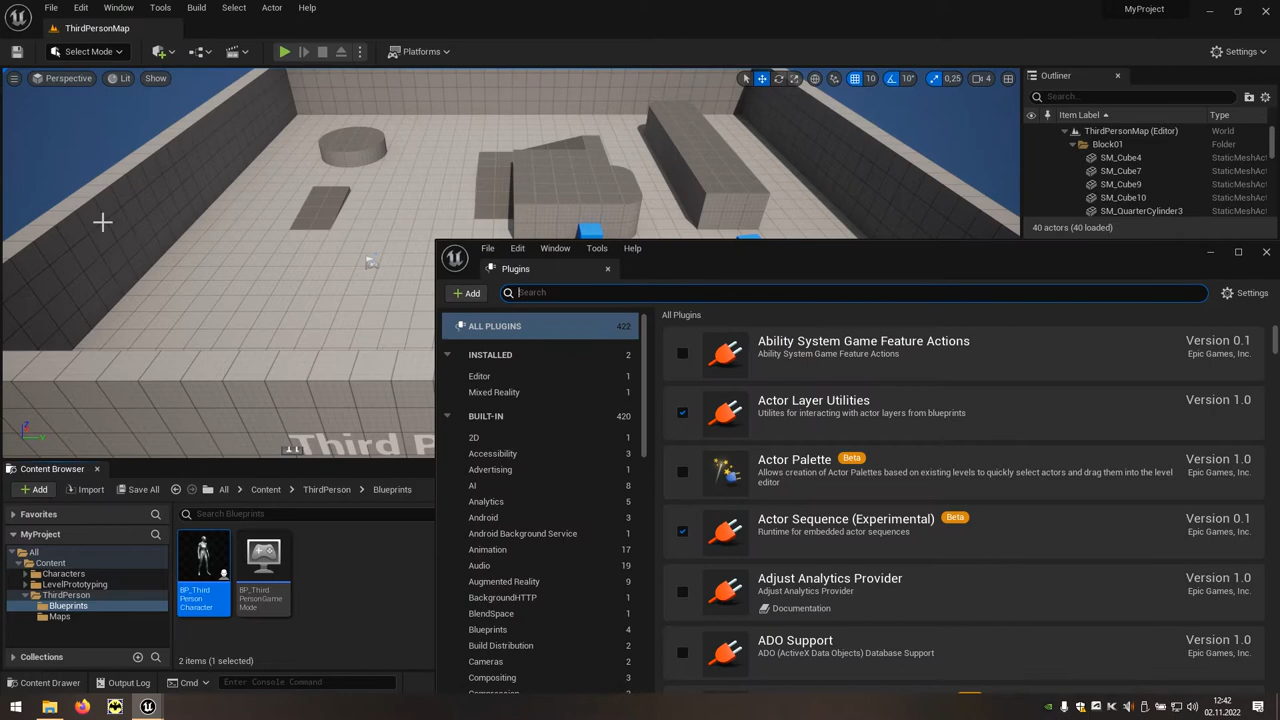 File Edit Window Tools Build Select Actor Help
MyProject
ThirdPersonMap
Select Mode
Platforms
Settings
Perspective Lit Show
10 10° 0,25 4
Outliner
Search...
Item Label Type
ThirdPersonMap (Editor) World
Block01 Folder
SM_Cube4 StaticMeshAct
SM_Cube7 StaticMeshAct
SM_Cube9 StaticMeshAct
SM_Cube10 StaticMeshAct
SM_QuarterCylinder3 StaticMeshAct
40 actors (40 loaded)
Third P
File Edit Window Tools Help
Plugins
Add
Search
Settings
ALL PLUGINS 422
INSTALLED 2
Editor 1
Mixed Reality 1
BUILT-IN 420
2D 1
Accessibility 3
Advertising 1
AI 8
Analytics 5
Android 3
Android Background Service 1
Animation 17
Audio 19
Augmented Reality 9
BackgroundHTTP 1
BlendSpace 1
Blueprints 4
Build Distribution 1
Cameras 2
Compositing 3
All Plugins
Ability System Game Feature Actions Version 0.1
Ability System Game Feature Actions Epic Games, Inc.
Actor Layer Utilities Version 1.0
Utilites for interacting with actor layers from blueprints Epic Games, Inc.
Actor Palette Beta Version 1.0
Allows creation of Actor Palettes based on existing levels to quickly select actors and drag them into the level Epic Games, Inc.
editor
Actor Sequence (Experimental) Beta Version 0.1
Runtime for embedded actor sequences Epic Games, Inc.
Adjust Analytics Provider Version 1.0
Adjust Analytics Provider Epic Games, Inc.
Documentation
ADO Support Version 1.0
ADO (ActiveX Data Objects) Database Support Epic Games, Inc.
Content Browser
Add Import Save All All Content ThirdPerson Blueprints
Favorites
Search Blueprints
MyProject
All
Content
Characters
LevelPrototyping
ThirdPerson
Blueprints
Maps
Collections
BP_Third
Person
Character
BP_Third
PersonGame
Mode
2 items (1 selected)
Content Drawer Output Log Cmd Enter Console Command
12:42
02.11.2022